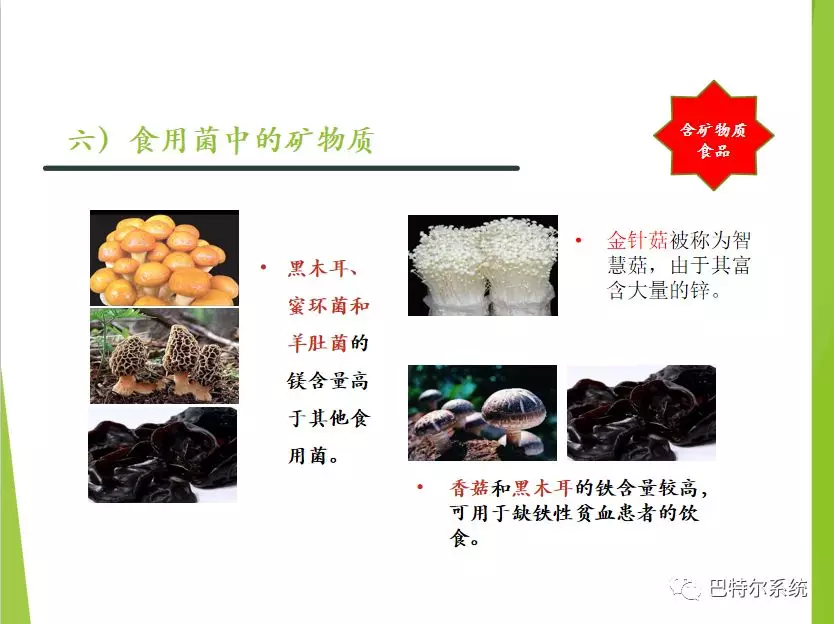 六）食用菌中的矿物质
含矿物质
食品
• 黑木耳、
蜜环菌和
羊肚菌的
镁含量高
于其他食
用菌。
• 金针菇被称为智
慧菇，由于其富
含大量的锌。
• 香菇和黑木耳的铁含量较高，
可用于缺铁性贫血患者的饮
食。
巴特尔系统